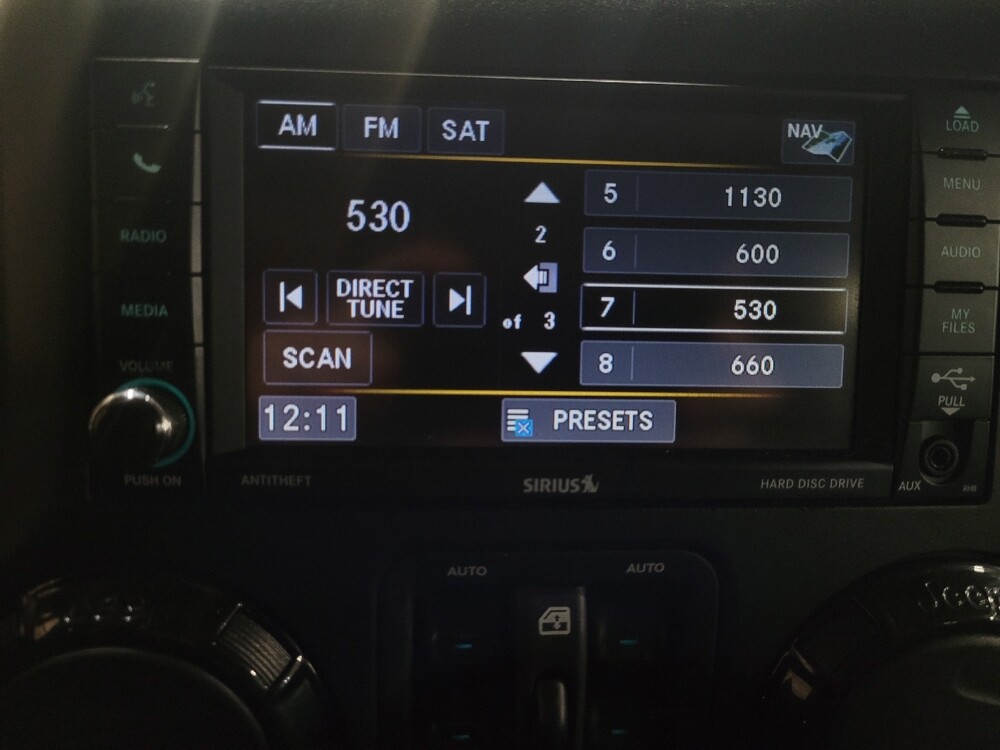 AM FM SAT NAV
LOAD
MENU
RADIO
530
2
5 1130
6 600
AUDIO
MEDIA
DIRECT
TUNE
of 3
7 530
MY
FILES
VOLUME
SCAN
8 660
PULL
12:11
PRESETS
PUSH ON
ANTITHEFT
SIRIUS
HARD DISC DRIVE
AUX
AUTO AUTO
Jeep